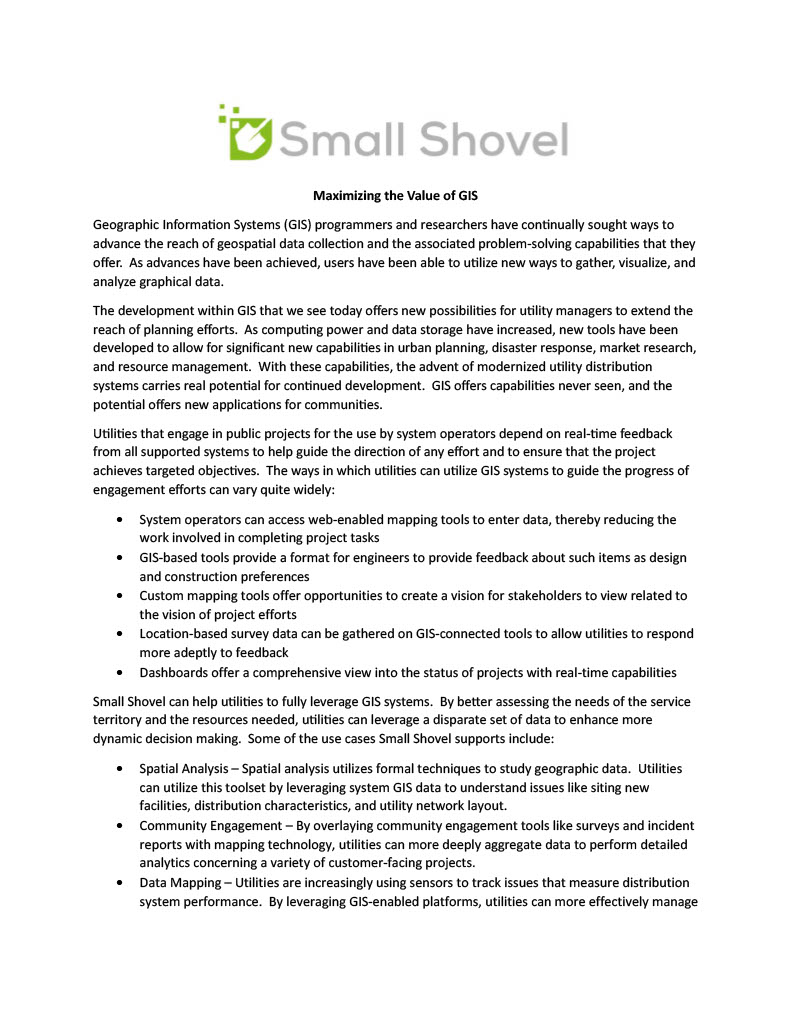 Small Shovel
Maximizing the Value of GIS
Geographic Information Systems (GIS) programmers and researchers have continually sought ways to
advance the reach of geospatial data collection and the associated problem-solving capabilities that they
offer.  As advances have been achieved, users have been able to utilize new ways to gather, visualize, and
analyze graphical data.
The development within GIS that we see today offers new possibilities for utility managers to extend the
reach of planning efforts.  As computing power and data storage have increased, new tools have been
developed to allow for significant new capabilities in urban planning, disaster response, market research,
and resource management.  With these capabilities, the advent of modernized utility distribution
systems carries real potential for continued development.  GIS offers capabilities never seen, and the
potential offers new applications for communities.
Utilities that engage in public projects for the use by system operators depend on real-time feedback
from all supported systems to help guide the direction of any effort and to ensure that the project
achieves targeted objectives.  The ways in which utilities can utilize GIS systems to guide the progress of
engagement efforts can vary quite widely:
• System operators can access web-enabled mapping tools to enter data, thereby reducing the
work involved in completing project tasks
• GIS-based tools provide a format for engineers to provide feedback about such items as design
and construction preferences
• Custom mapping tools offer opportunities to create a vision for stakeholders to view related to
the vision of project efforts
• Location-based survey data can be gathered on GIS-connected tools to allow utilities to respond
more adeptly to feedback
• Dashboards offer a comprehensive view into the status of projects with real-time capabilities
Small Shovel can help utilities to fully leverage GIS systems.  By better assessing the needs of the service
territory and the resources needed, utilities can leverage a disparate set of data to enhance more
dynamic decision making.  Some of the use cases Small Shovel supports include:
• Spatial Analysis – Spatial analysis utilizes formal techniques to study geographic data.  Utilities
can utilize this toolset by leveraging system GIS data to understand issues like siting new
facilities, distribution characteristics, and utility network layout.
• Community Engagement – By overlaying community engagement tools like surveys and incident
reports with mapping technology, utilities can more deeply aggregate data to perform detailed
analytics concerning a variety of customer-facing projects.
• Data Mapping – Utilities are increasingly using sensors to track issues that measure distribution
system performance.  By leveraging GIS-enabled platforms, utilities can more effectively manage